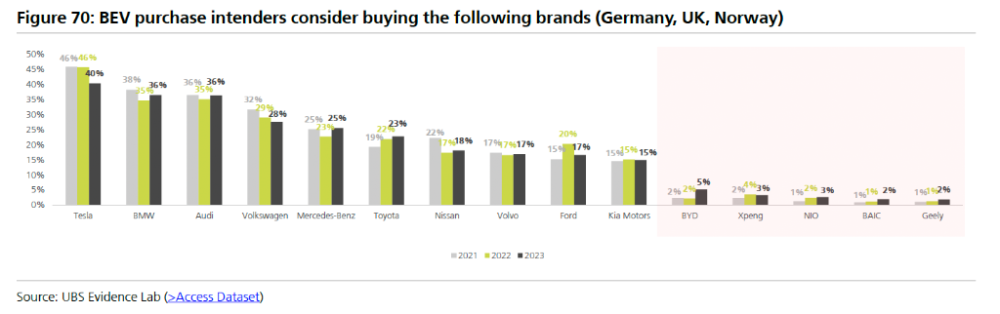 Figure 70: BEV purchase intenders consider buying the following brands (Germany, UK, Norway)
50%
45%
40%
35%
30%
25%
20%
15%
10%
5%
0%
46% 46% 40%
38% 35% 36%
36% 35% 36%
32% 29% 28%
25% 23% 25%
19% 22% 23%
22% 17% 18%
17% 17% 17%
15% 20% 17%
15% 15% 15%
2% 2% 5%
2% 4% 3%
1% 2% 3%
1% 1% 2%
1% 1% 2%
Tesla BMW Audi Volkswagen Mercedes-Benz Toyota Nissan Volvo Ford Kia Motors BYD Xpeng NIO BAIC Geely
2021 2022 2023
Source: UBS Evidence Lab (>Access Dataset)